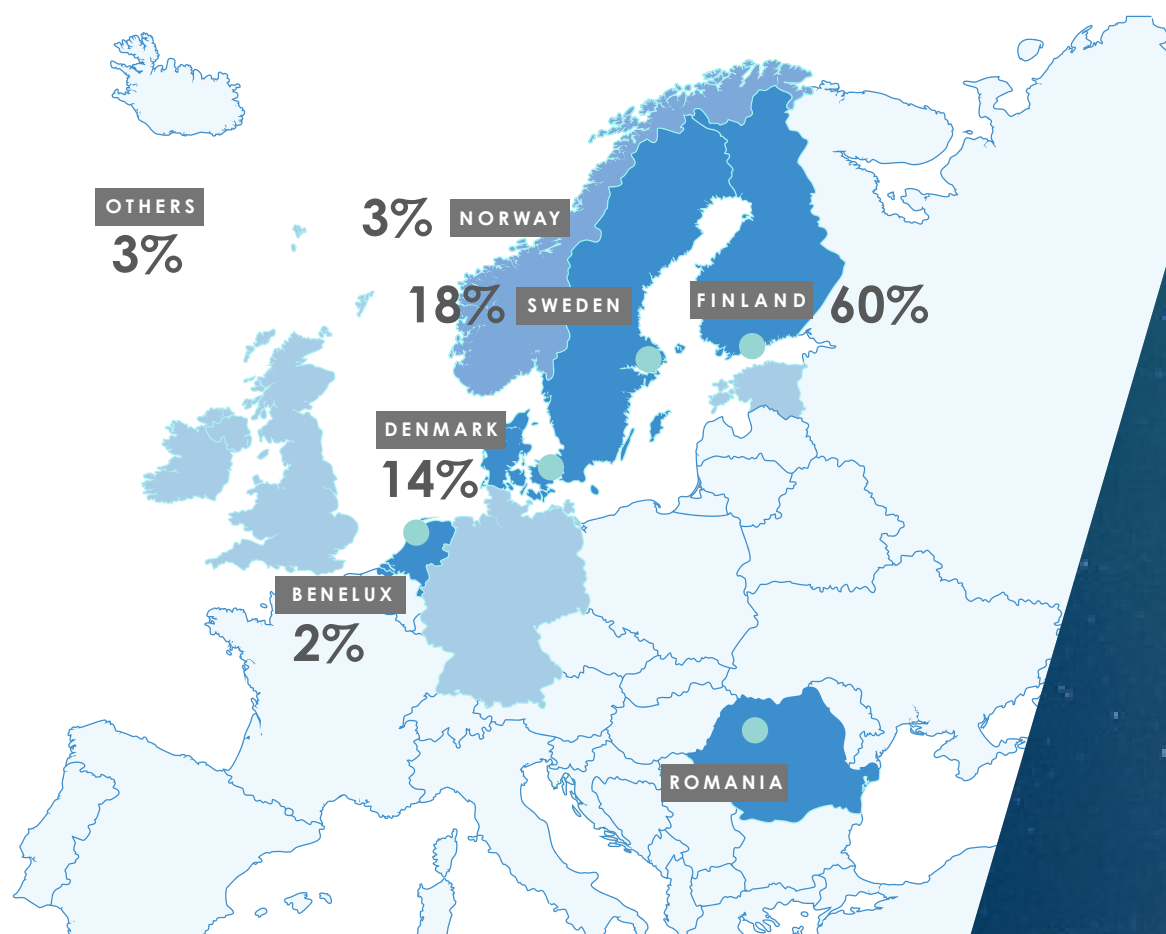 OTHERS
3%
3% NORWAY
18% SWEDEN
FINLAND 60%
DENMARK
14%
BENELUX
2%
ROMANIA